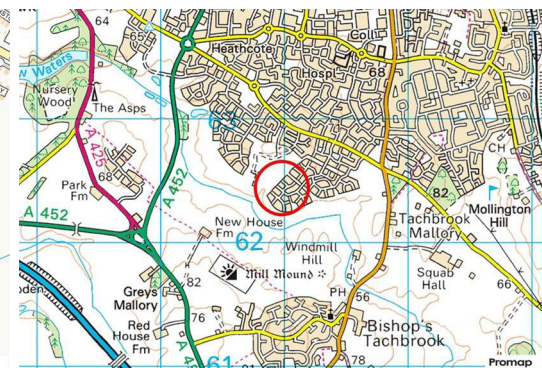 64
65
Heathcote
Coll
Hospl
68
w Waters
Nursery
Wood
The Asps
A 425
63
68
A 452
Park
Fm
CH
82
Mollington
Hill
Tachbrook
Mallory
A 452
New House
Fm
62
Windmill
Hill
Mill Mound
Squab
Hall
66
Greys
Mallory
82
76
PH
56
Red
House
Fm
Bishop's
Tachbrook
61
78
Promap